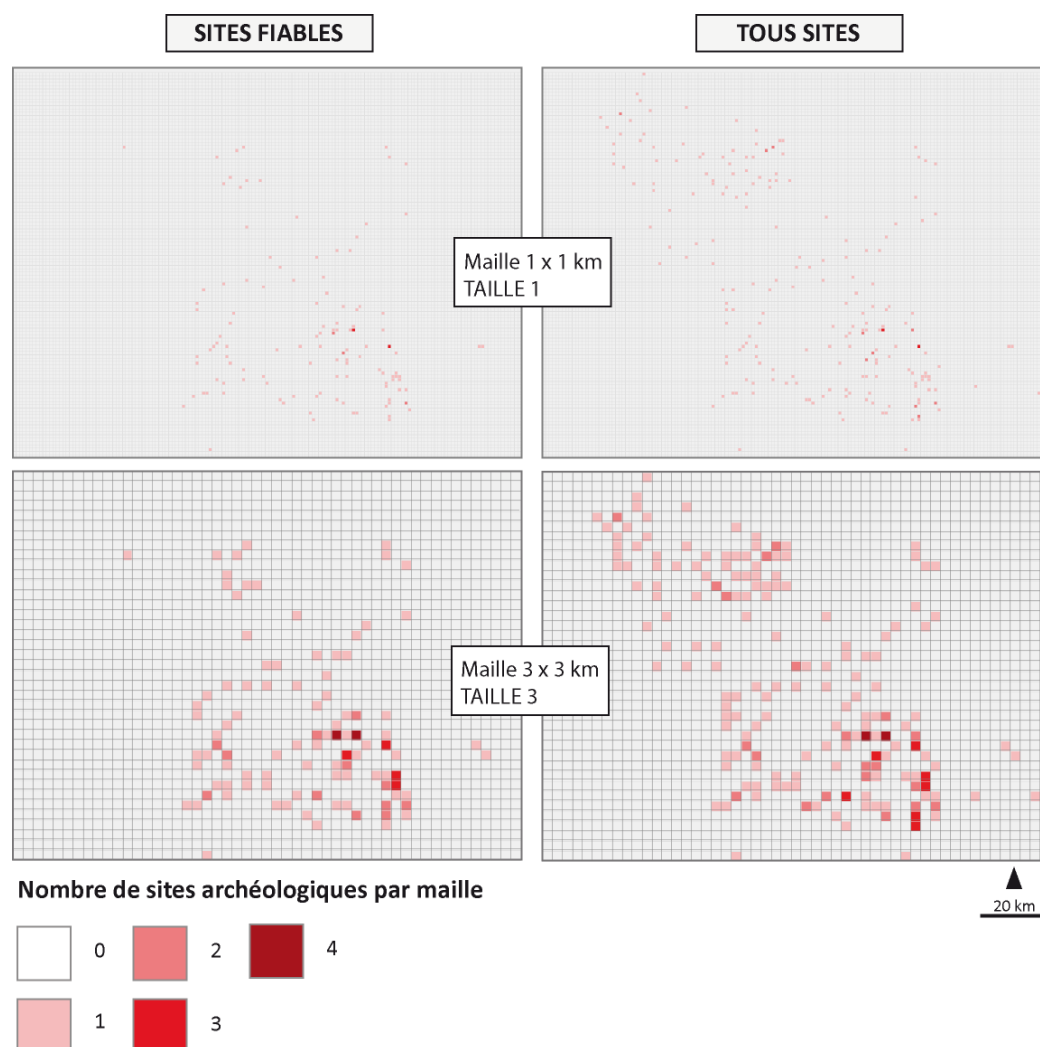 SITES FIABLES
TOUS SITES
Maille 1 x 1 km
TAILLE 1
Maille 3 x 3 km
TAILLE 3
20 km
Nombre de sites archéologiques par maille
0
2
4
1
3